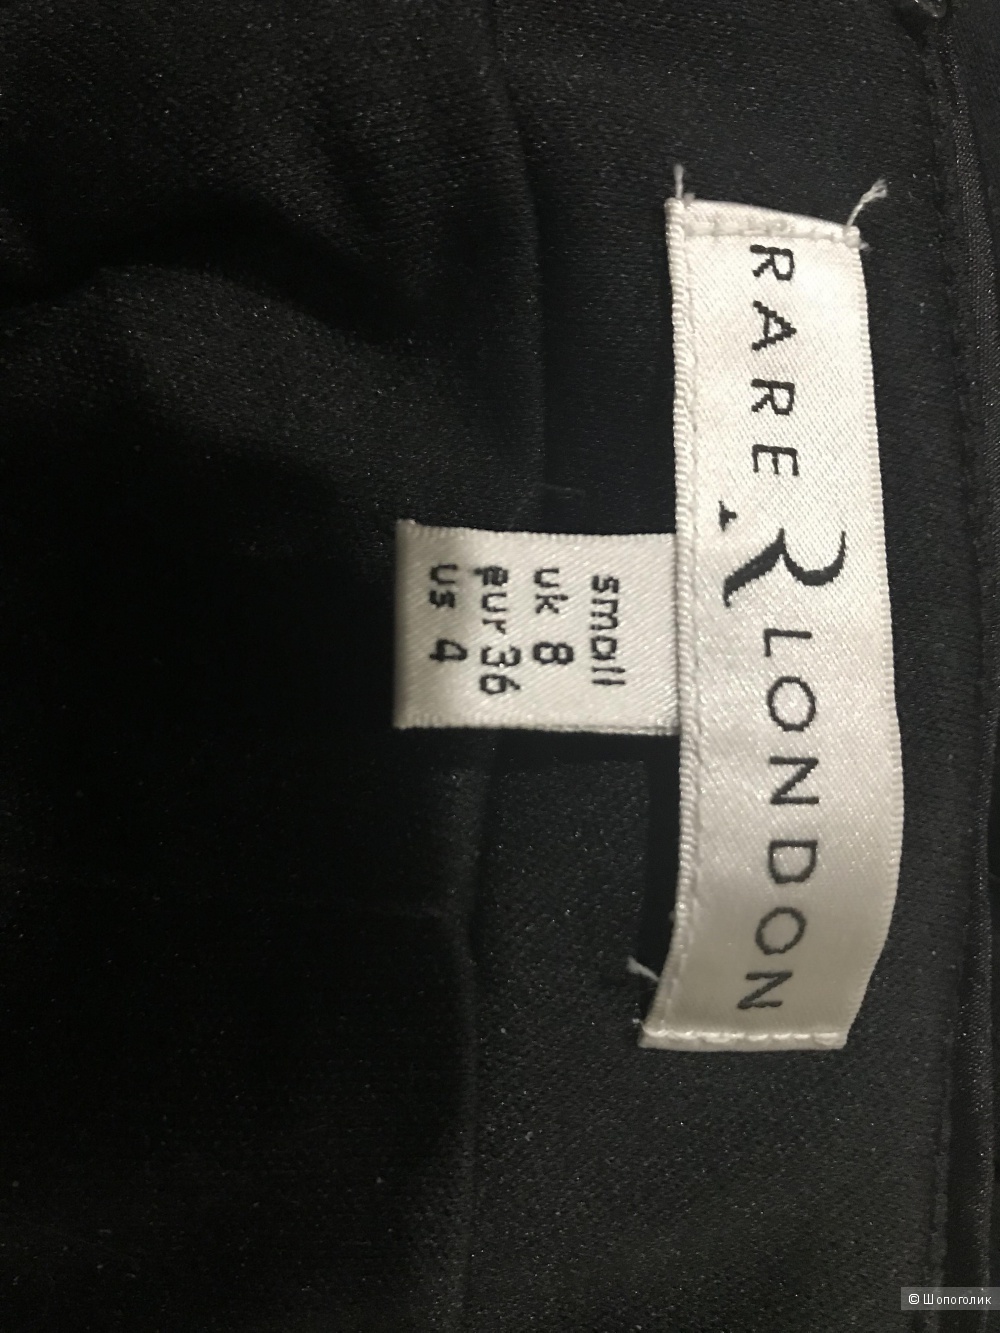 RARE R LONDON
small
uk 8
eur 36
us 4
© Шопоголик